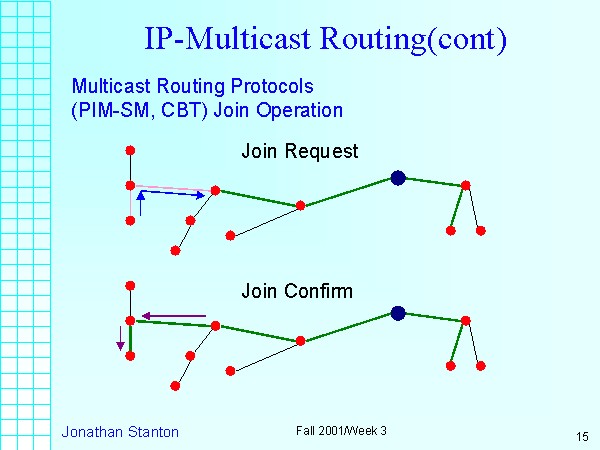 IP-Multicast Routing(cont)
Multicast Routing Protocols
(PIM-SM, CBT) Join Operation
Join Request
Join Confirm
Jonathan Stanton
Fall 2001/Week 3
15